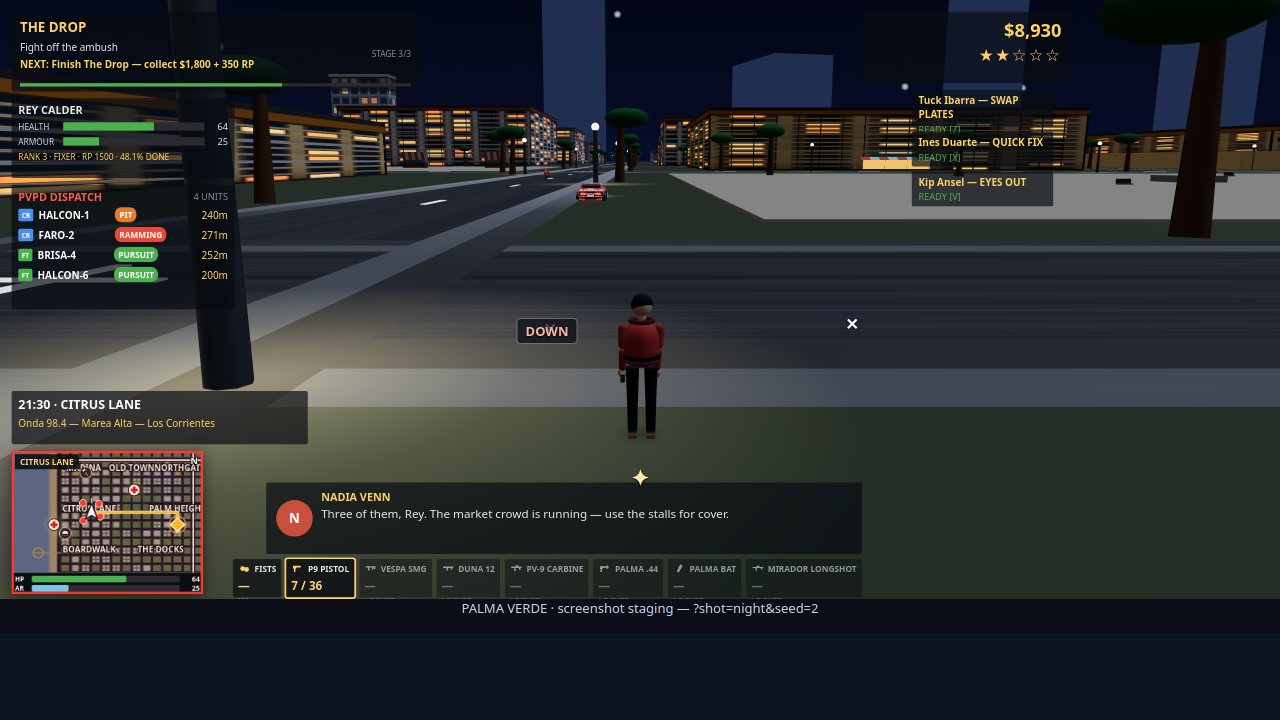 THE DROP
Fight off the ambush
STAGE 3/3
NEXT: Finish The Drop — collect $1,800 + 350 RP
$8,930
REY CALDER
HEALTH 64
ARMOUR 25
RANK 3 · FIXER · RP 1500 · 48.1% DONE
Tuck Ibarra — SWAP
PLATES
READY [Z]
Ines Duarte — QUICK FIX
READY [X]
Kip Ansel — EYES OUT
READY [V]
PVPD DISPATCH 4 UNITS
CR HALCON-1 PIT 240m
CR FARO-2 RAMMING 271m
FT BRISA-4 PURSUIT 252m
FT HALCON-6 PURSUIT 200m
DOWN
21:30 · CITRUS LANE
Onda 98.4 — Marea Alta — Los Corrientes
CITRUS LANE
N
OLD TOWN
PALM HEIGH
BOARDWALK
THE DOCKS
HP 64
AR 25
N
NADIA VENN
Three of them, Rey. The market crowd is running — use the stalls for cover.
FISTS
—
P9 PISTOL
7 / 36
VESPA SMG
—
DUNA 12
—
PV-9 CARBINE
—
PALMA .44
—
PALMA BAT
—
MIRADOR LONGSHOT
—
PALMA VERDE · screenshot staging — ?shot=night&seed=2